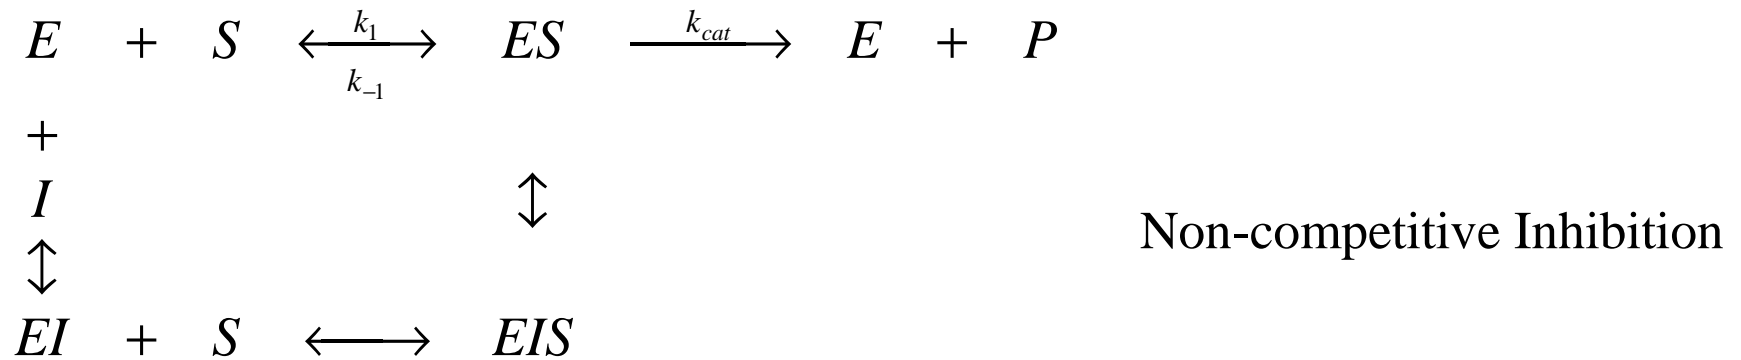 E + S ⟷ ES ⟶ E + P
k₁ k_cat
k₋₁
+
I ↕
Non-competitive Inhibition
↕
EI + S ⟷ EIS